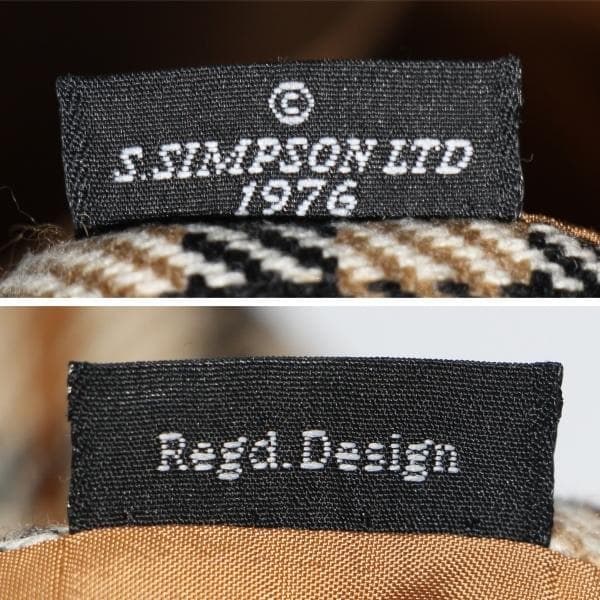 ©
S.SIMPSON LTD
1976
Regd.Design